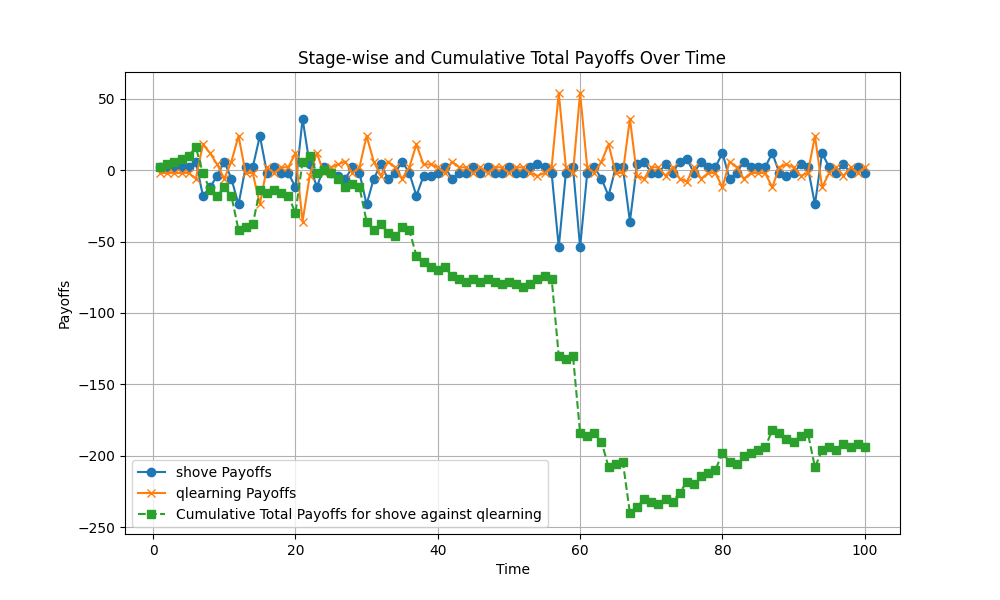 Stage-wise and Cumulative Total Payoffs Over Time
50
0
−50
−100
−150
−200
−250
Payoffs
shove Payoffs
qlearning Payoffs
Cumulative Total Payoffs for shove against qlearning
0 20 40 60 80 100
Time